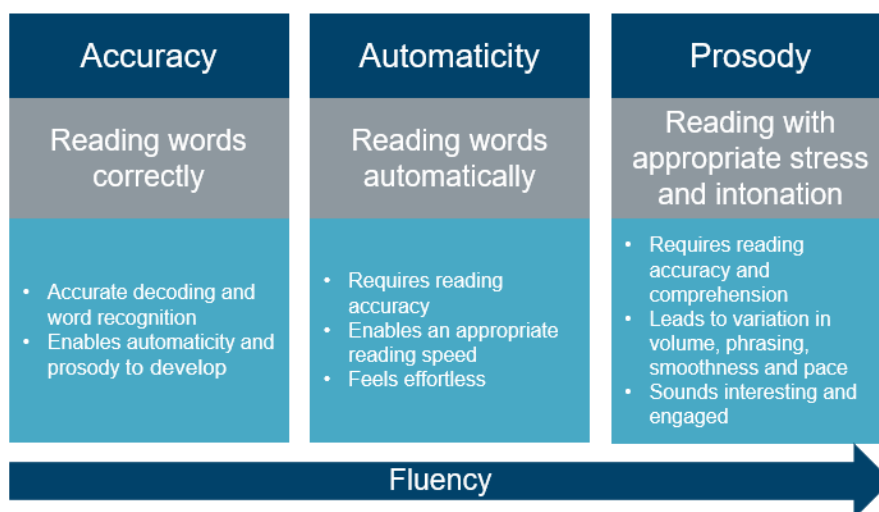 Accuracy
Reading words
correctly
• Accurate decoding and
word recognition
• Enables automaticity and
prosody to develop
Automaticity
Reading words
automatically
• Requires reading
accuracy
• Enables an appropriate
reading speed
• Feels effortless
Prosody
Reading with
appropriate stress
and intonation
• Requires reading
accuracy and
comprehension
• Leads to variation in
volume, phrasing,
smoothness and pace
• Sounds interesting and
engaged
Fluency